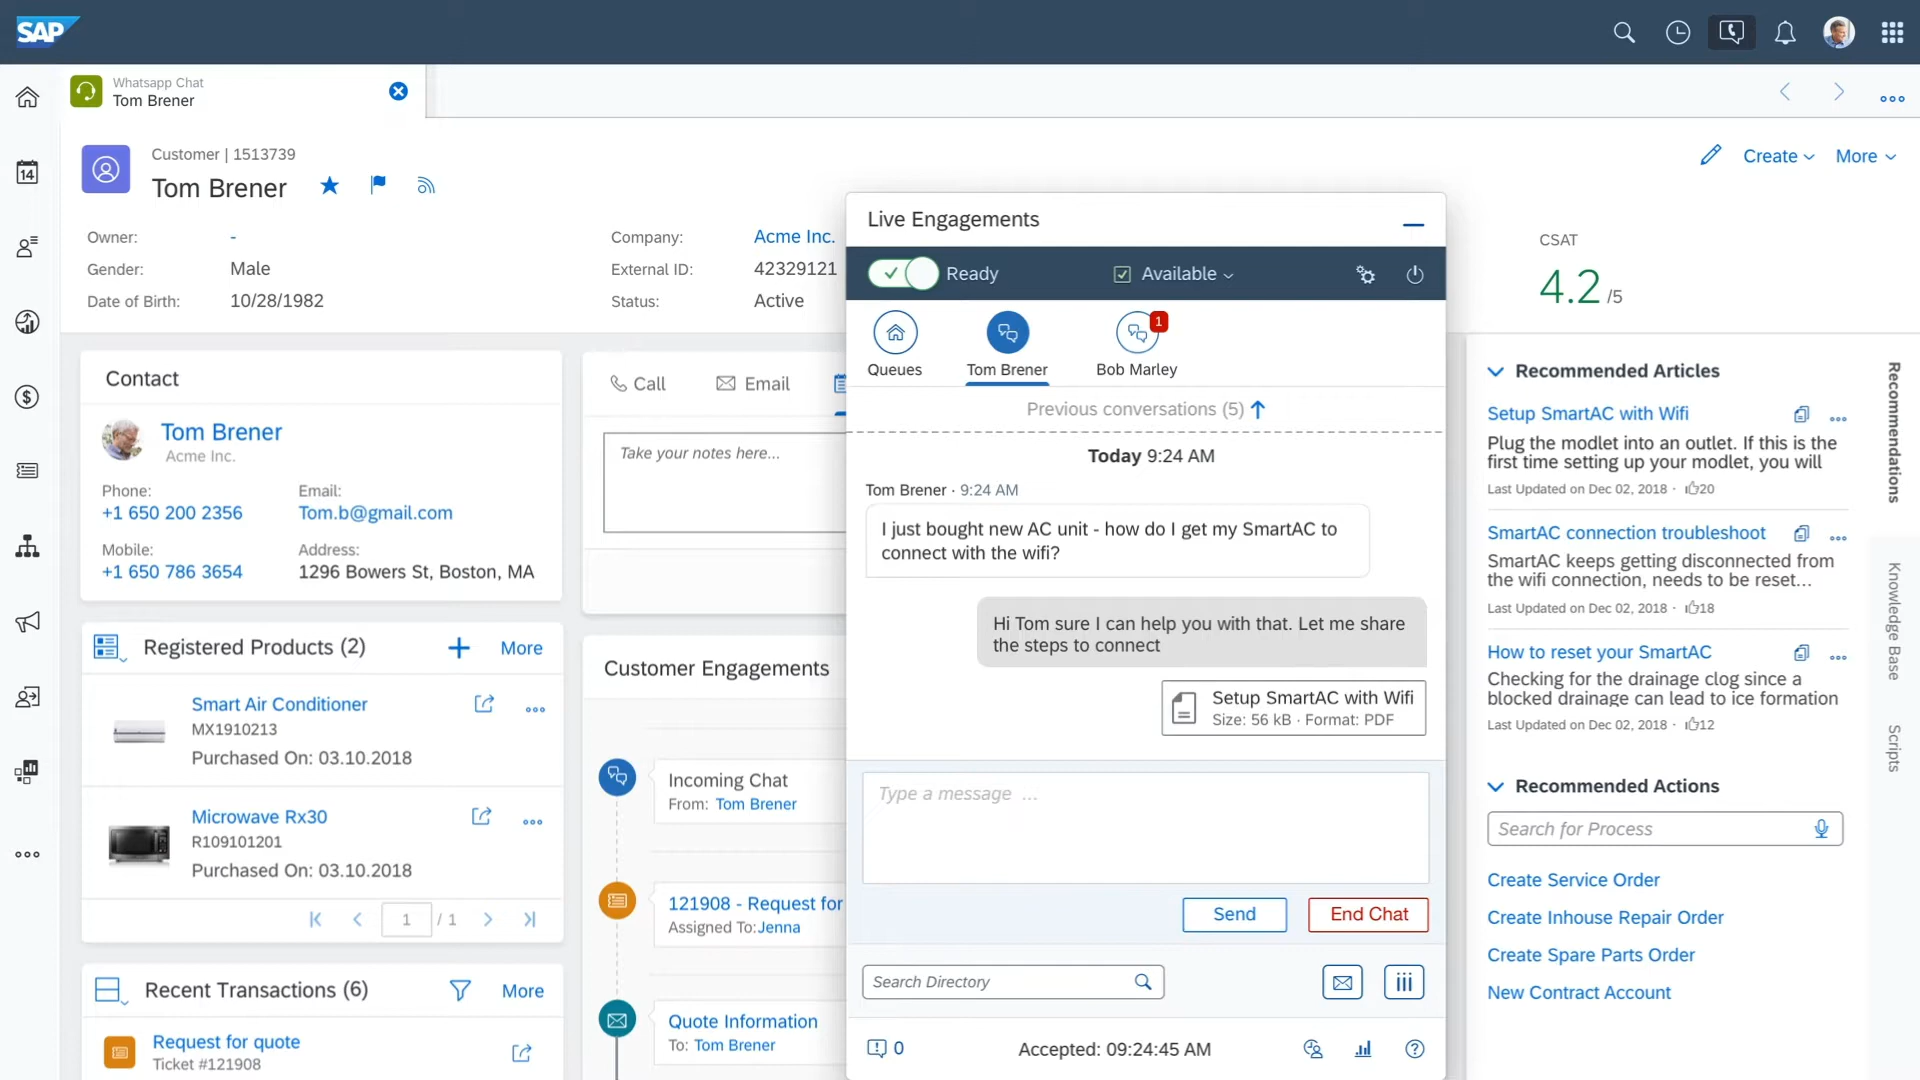 SAP
Whatsapp Chat
Tom Brener
14
Customer | 1513739
Tom Brener
Create
More
Owner:
-
Gender:
Male
Date of Birth:
10/28/1982
Company:
Acme Inc.
External ID:
42329121
Status:
Active
CSAT
4.2 /5
Contact
Tom Brener
Acme Inc.
Phone:
+1 650 200 2356
Email:
Tom.b@gmail.com
Mobile:
+1 650 786 3654
Address:
1296 Bowers St, Boston, MA
Registered Products (2)
More
Smart Air Conditioner
MX1910213
Purchased On: 03.10.2018
Microwave Rx30
R109101201
Purchased On: 03.10.2018
1 / 1
Recent Transactions (6)
More
Request for quote
Ticket #121908
Call
Email
Take your notes here...
Customer Engagements
Incoming Chat
From: Tom Brener
121908 - Request for
Assigned To:Jenna
Quote Information
To: Tom Brener
Live Engagements
Ready
Available
Queues
Tom Brener
1
Bob Marley
Previous conversations (5)
Today 9:24 AM
Tom Brener · 9:24 AM
I just bought new AC unit - how do I get my SmartAC to
connect with the wifi?
Hi Tom sure I can help you with that. Let me share
the steps to connect
Setup SmartAC with Wifi
Size: 56 kB · Format: PDF
Type a message ...
Send
End Chat
Search Directory
0
Accepted: 09:24:45 AM
Recommended Articles
Setup SmartAC with Wifi
Plug the modlet into an outlet. If this is the
first time setting up your modlet, you will
Last Updated on Dec 02, 2018 · 20
SmartAC connection troubleshoot
SmartAC keeps getting disconnected from
the wifi connection, needs to be reset...
Last Updated on Dec 02, 2018 · 18
How to reset your SmartAC
Checking for the drainage clog since a
blocked drainage can lead to ice formation
Last Updated on Dec 02, 2018 · 12
Recommended Actions
Search for Process
Create Service Order
Create Inhouse Repair Order
Create Spare Parts Order
New Contract Account
Recommendations
Knowledge Base
Scripts